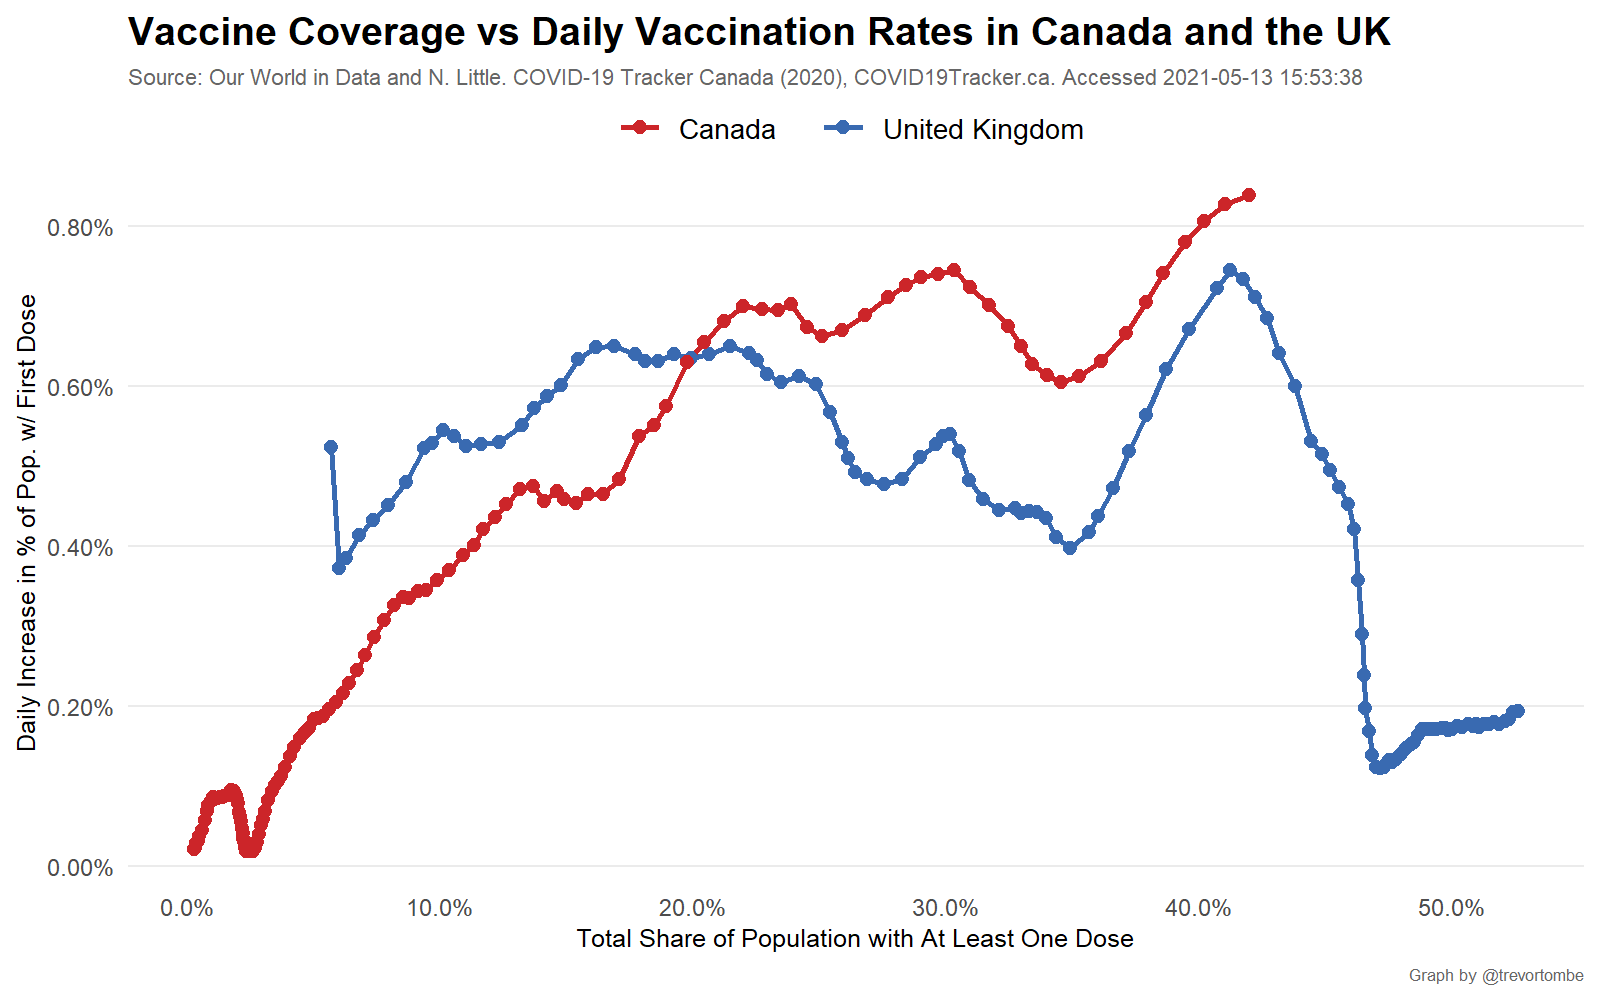 Vaccine Coverage vs Daily Vaccination Rates in Canada and the UK
Source: Our World in Data and N. Little. COVID-19 Tracker Canada (2020), COVID19Tracker.ca. Accessed 2021-05-13 15:53:38
Canada
United Kingdom
Daily Increase in % of Pop. w/ First Dose
0.80%
0.60%
0.40%
0.20%
0.00%
0.0%
10.0%
20.0%
30.0%
40.0%
50.0%
Total Share of Population with At Least One Dose
Graph by @trevortombe